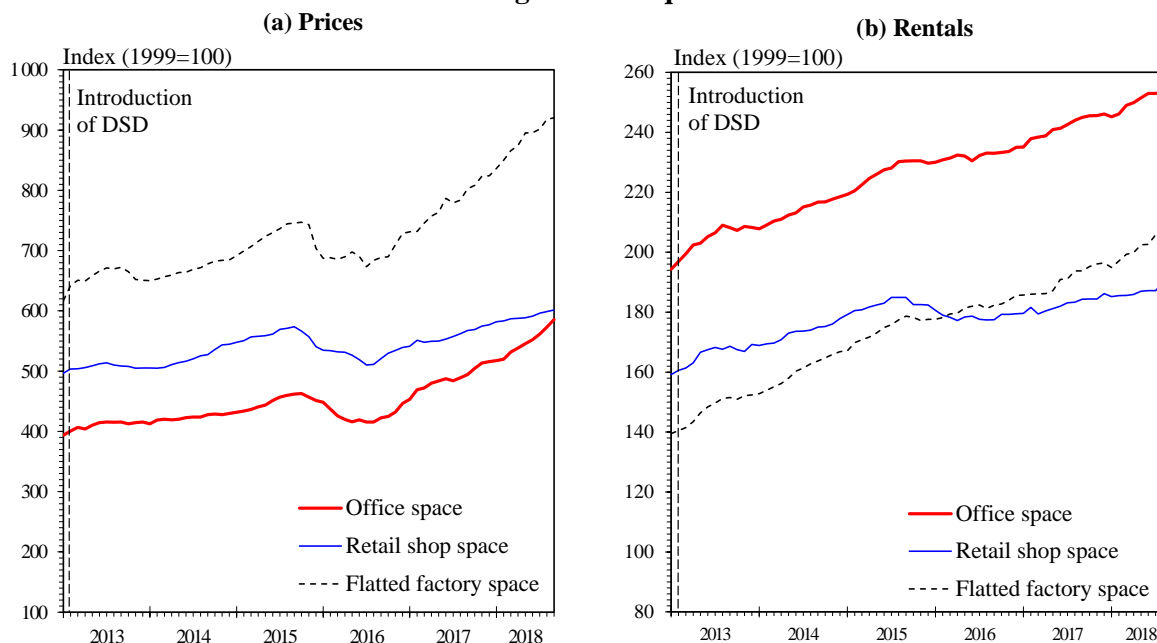 (a) Prices
Index (1999=100)
1 000
900
800
700
600
500
400
300
200
100
Introduction
of DSD
Office space
Retail shop space
Flatted factory space
2013 2014 2015 2016 2017 2018
(b) Rentals
Index (1999=100)
260
240
220
200
180
160
140
120
100
80
Introduction
of DSD
Office space
Retail shop space
Flatted factory space
2013 2014 2015 2016 2017 2018